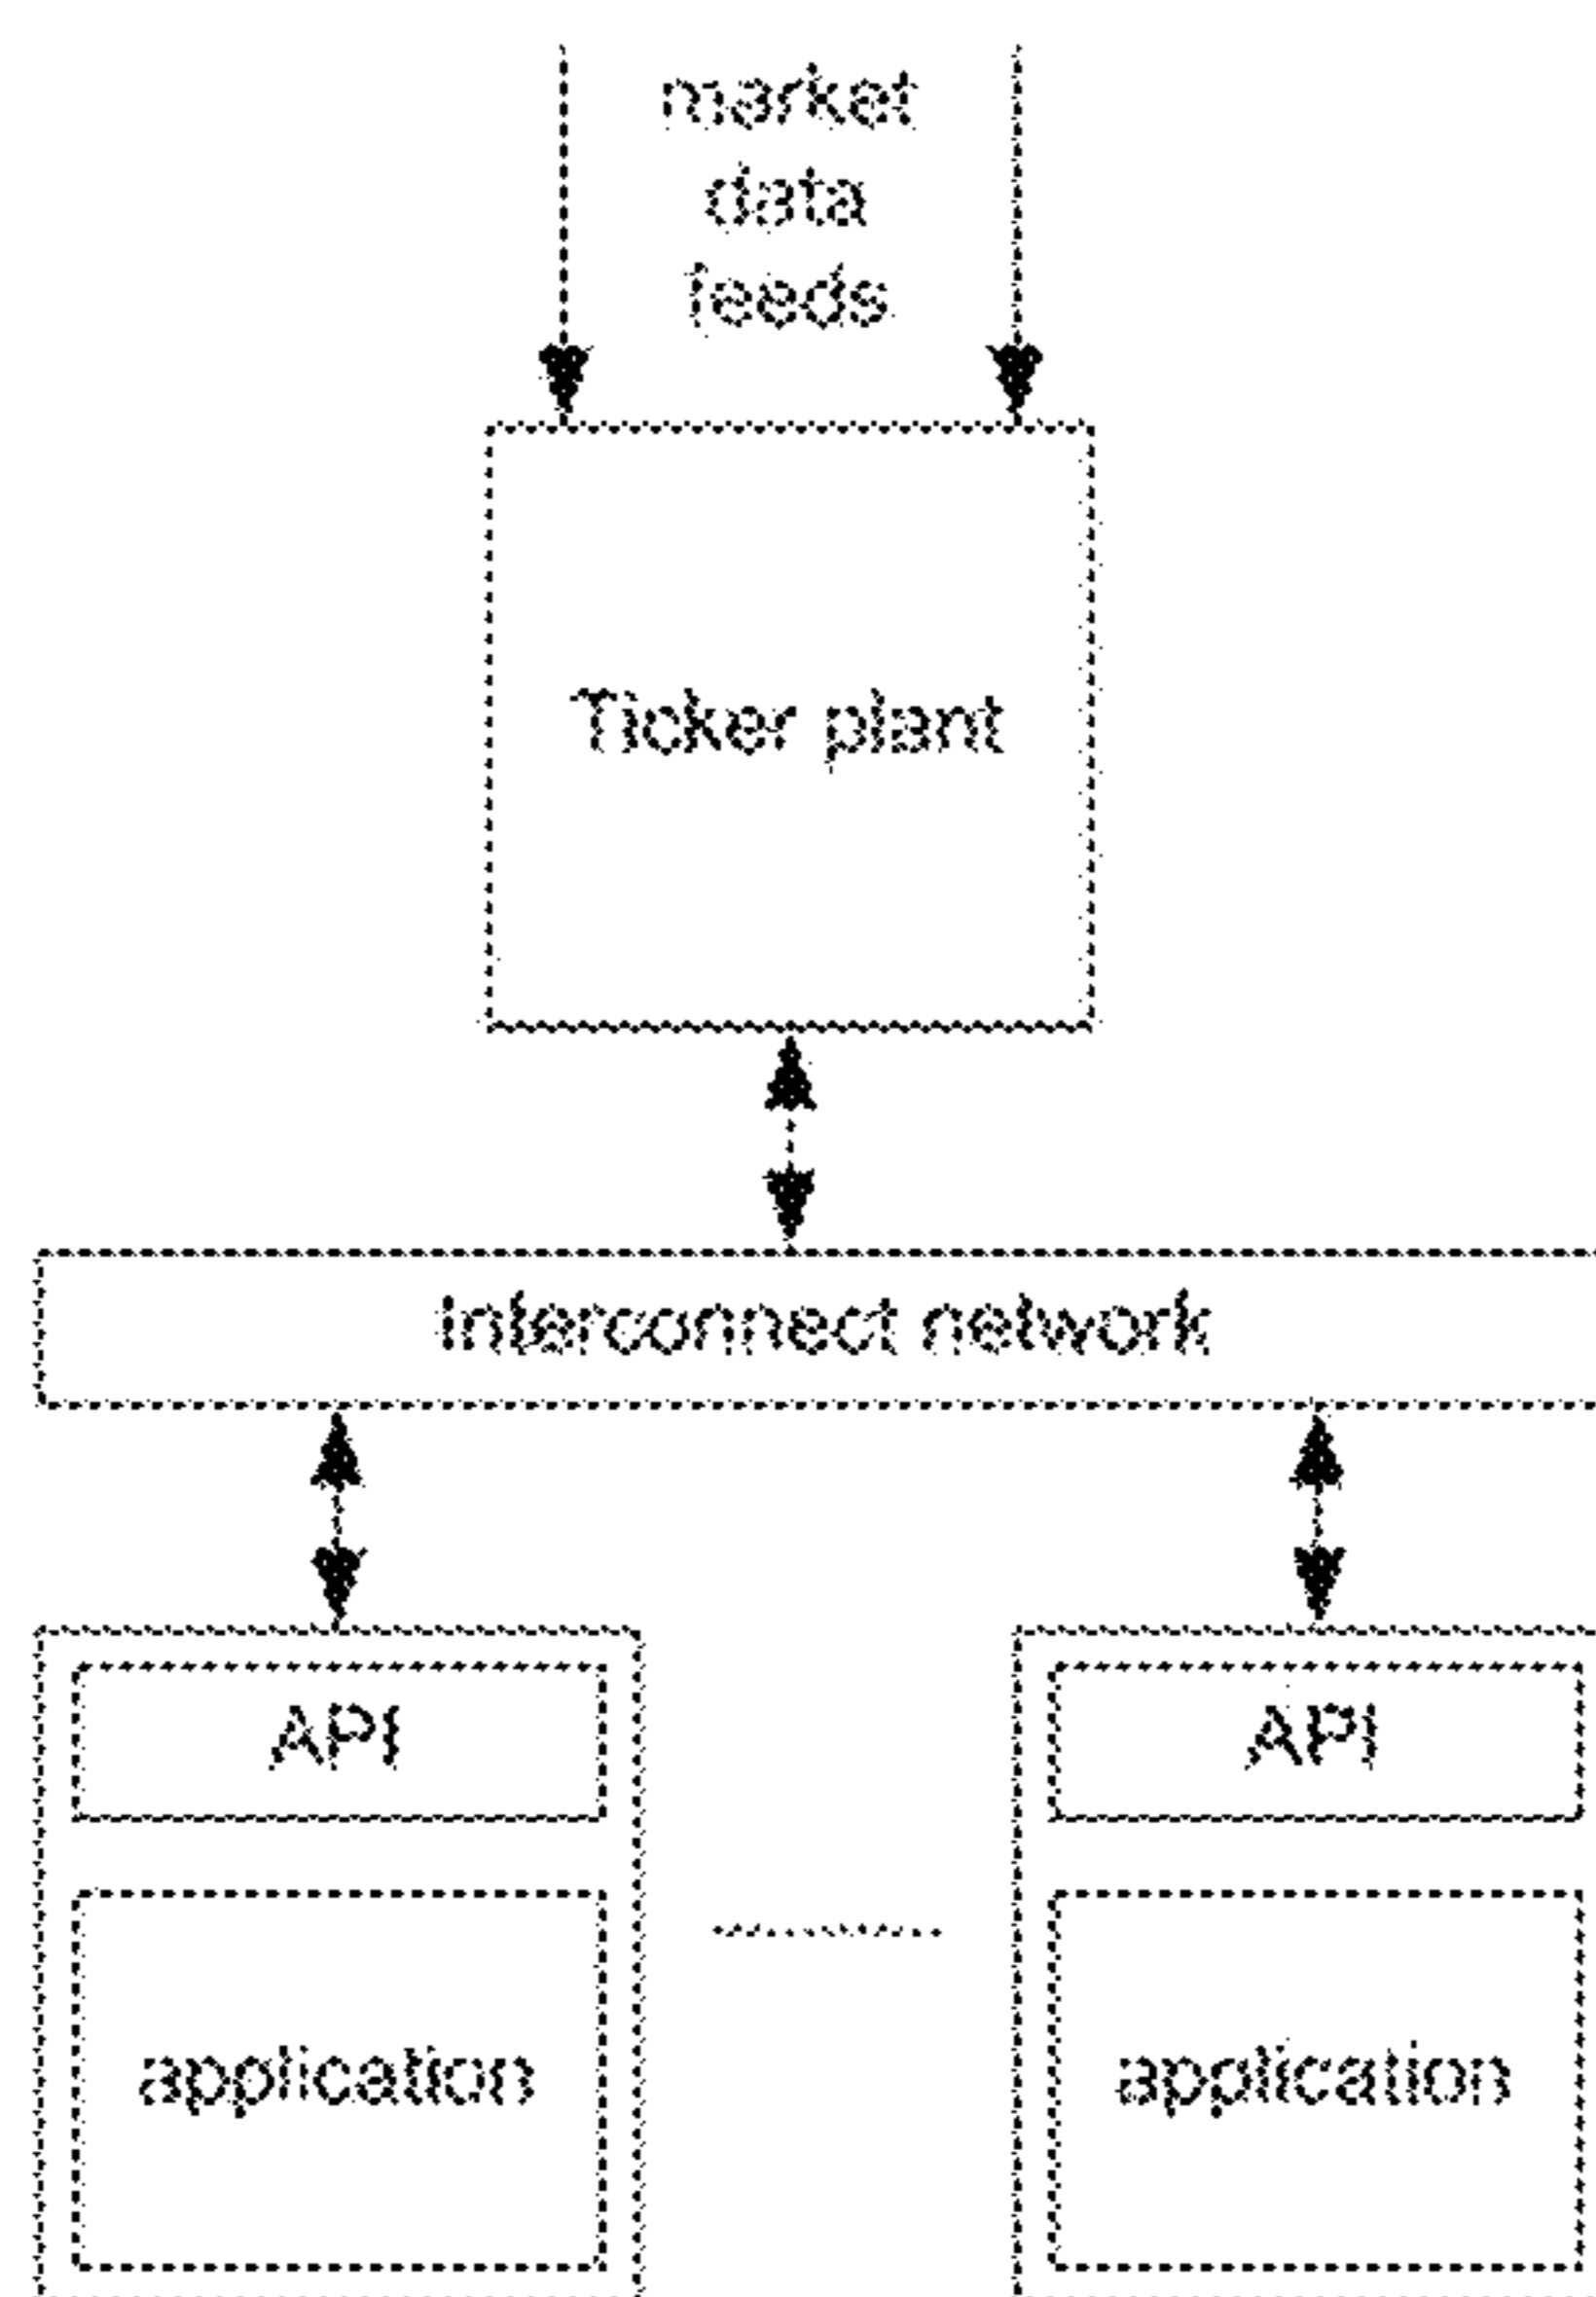 market
data
feeds
Ticker plant
interconnect network
API
API
application
application